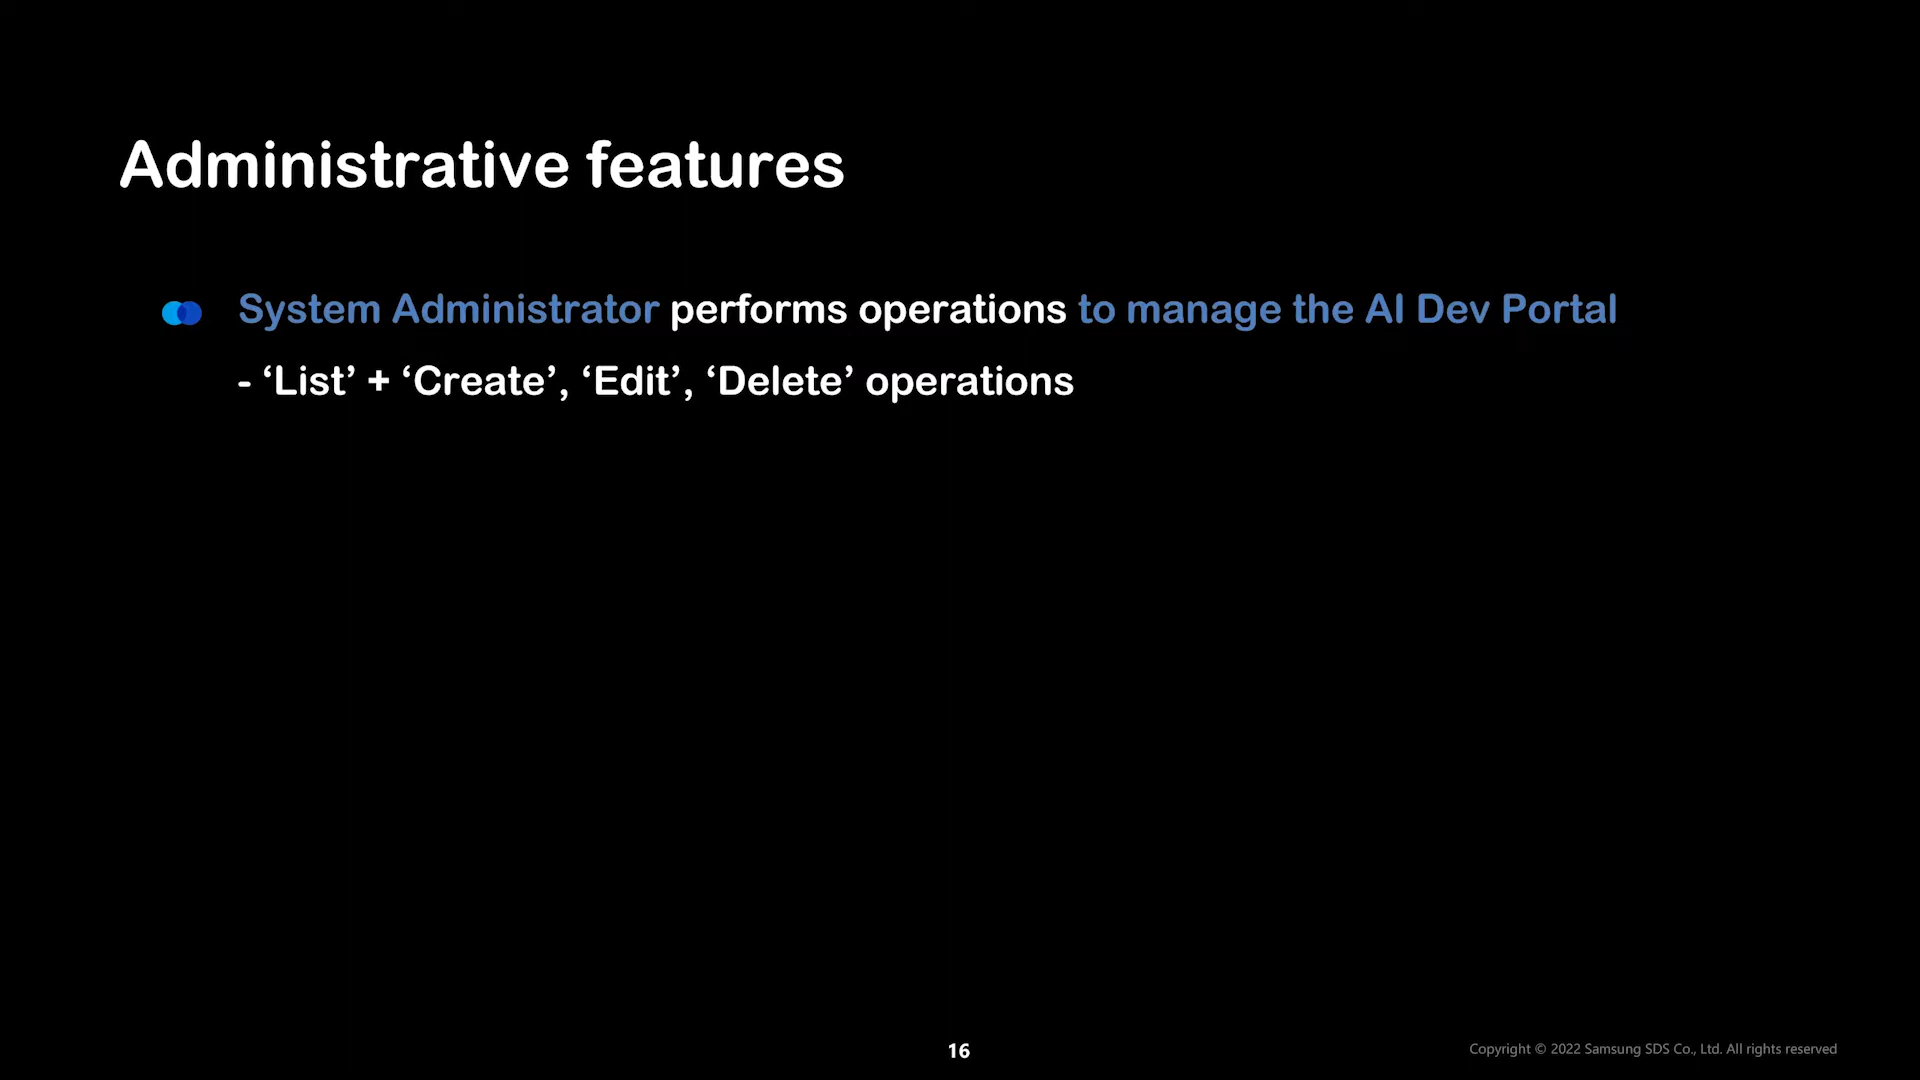 Administrative features
System Administrator performs operations to manage the AI Dev Portal
- ‘List’ + ‘Create’, ‘Edit’, ‘Delete’ operations
16
Copyright © 2022 Samsung SDS Co., Ltd. All rights reserved